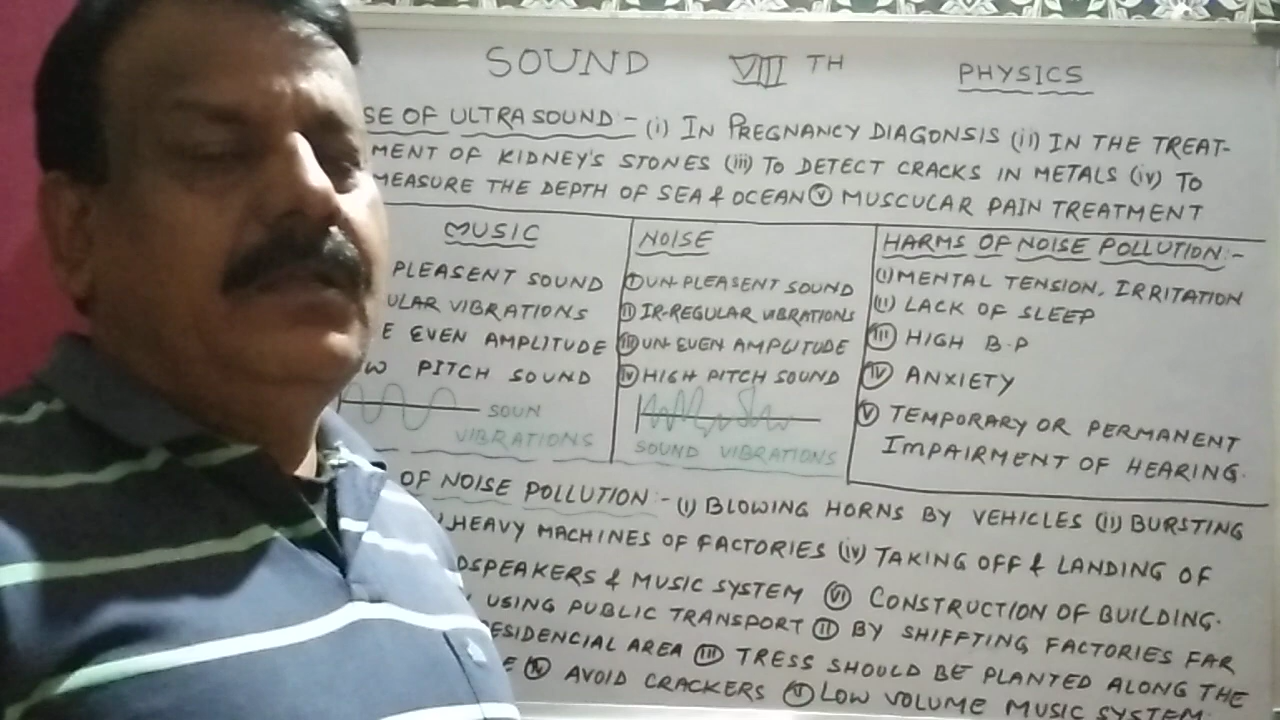 SOUND VIII TH PHYSICS
SE OF ULTRASOUND:- (i) IN PREGNANCY DIAGONSIS (ii) IN THE TREAT-
MENT OF KIDNEY'S STONES (iii) TO DETECT CRACKS IN METALS (iv) TO
MEASURE THE DEPTH OF SEA & OCEAN (V) MUSCULAR PAIN TREATMENT
MUSIC
PLEASENT SOUND
ULAR VIBRATIONS
E EVEN AMPLITUDE
W PITCH SOUND
SOUN
VIBRATIONS
NOISE
(I) UN-PLEASENT SOUND
(II) IR-REGULAR VIBRATIONS
(III) UN-EVEN AMPLITUDE
(IV) HIGH PITCH SOUND
SOUND VIBRATIONS
HARMS OF NOISE POLLUTION:-
(I) MENTAL TENSION, IRRITATION
(II) LACK OF SLEEP
(III) HIGH B.P
(IV) ANXIETY
(V) TEMPORARY OR PERMANENT
IMPAIRMENT OF HEARING.
OF NOISE POLLUTION:- (I) BLOWING HORNS BY VEHICLES (II) BURSTING
HEAVY MACHINES OF FACTORIES (IV) TAKING OFF & LANDING OF
DSPEAKERS & MUSIC SYSTEM (VI) CONSTRUCTION OF BUILDING.
USING PUBLIC TRANSPORT (II) BY SHIFFTING FACTORIES FAR
ESIDENCIAL AREA (III) TRESS SHOULD BE PLANTED ALONG THE
E (IV) AVOID CRACKERS (V) LOW VOLUME MUSIC SYSTEM.